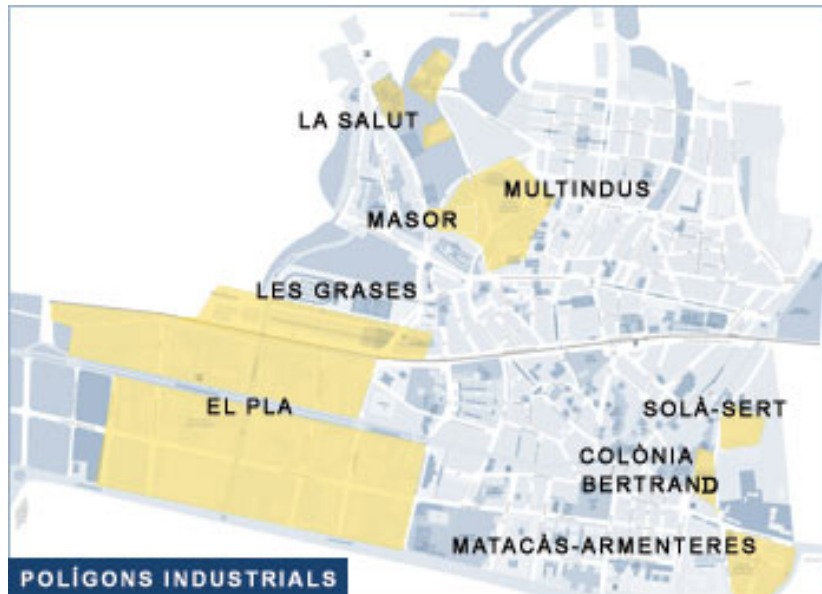 LA SALUT
MULTINDUS
MASOR
LES GRASES
EL PLA
SOLÀ-SERT
COLÒNIA
BERTRAND
MATACÀS-ARMENTERES
POLÍGONS INDUSTRIALS